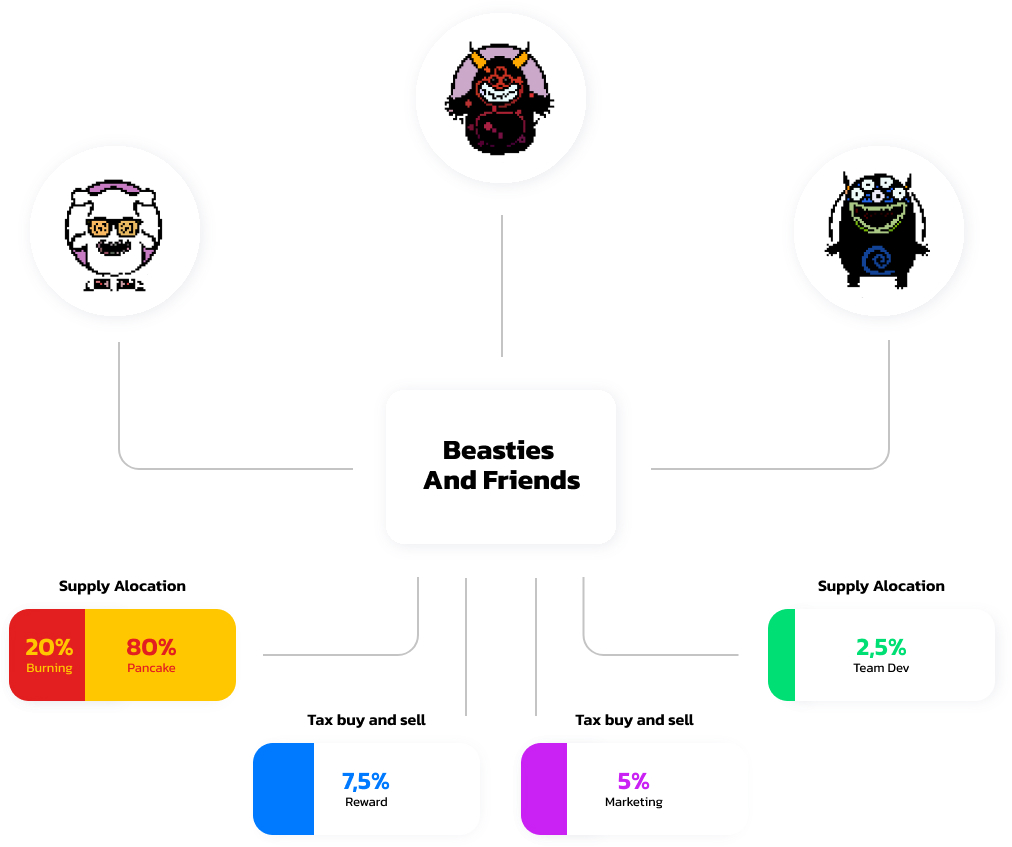 Beasties
And Friends
Supply Alocation
20%
Burning
80%
Pancake
Supply Alocation
2,5%
Team Dev
Tax buy and sell
7,5%
Reward
Tax buy and sell
5%
Marketing